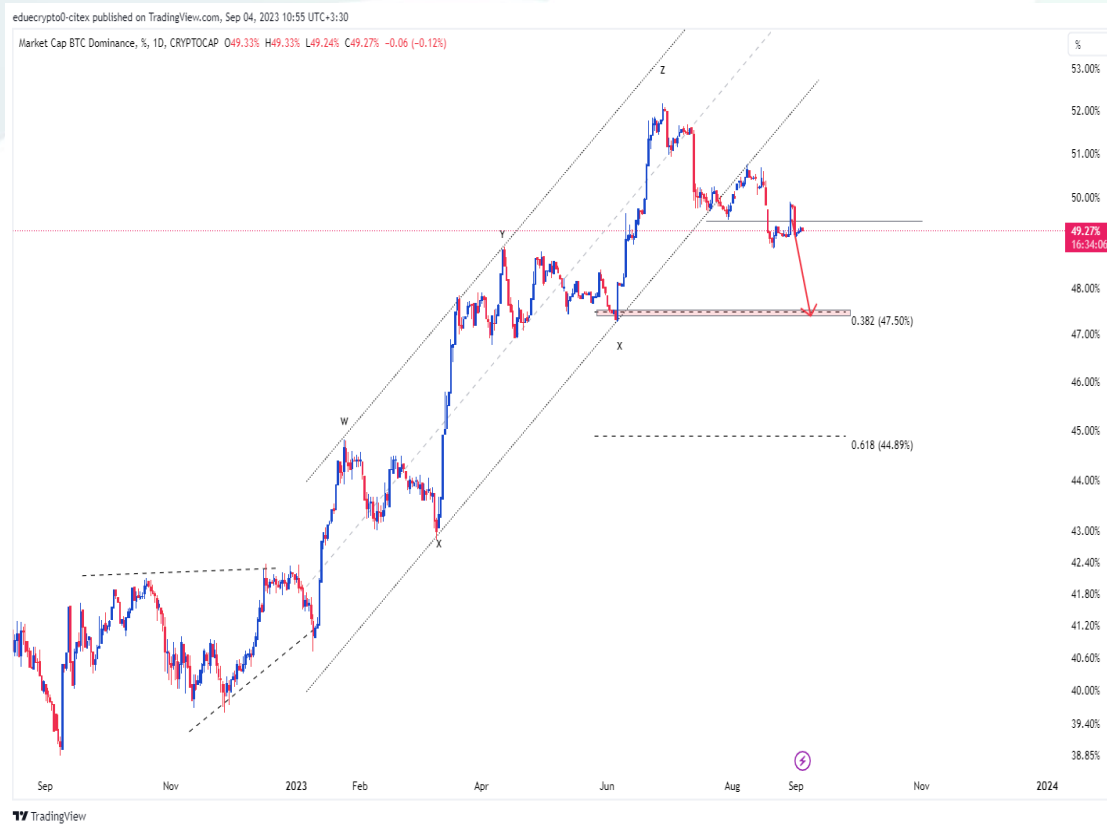 eduecrypto0-citex published on TradingView.com, Sep 04, 2023 10:55 UTC+3:30
Market Cap BTC Dominance, %, 1D, CRYPTOCAP O49.33% H49.33% L49.24% C49.27% −0.06 (−0.12%)
%
53.00%
Z
52.00%
51.00%
50.00%
49.27%
16:34:06
Y
48.00%
0.382 (47.50%)
47.00%
X
46.00%
W
45.00%
0.618 (44.89%)
44.00%
43.00%
X
42.40%
41.80%
41.20%
40.60%
40.00%
39.40%
38.85%
Sep Nov 2023 Feb Apr Jun Aug Sep Nov 2024
TradingView